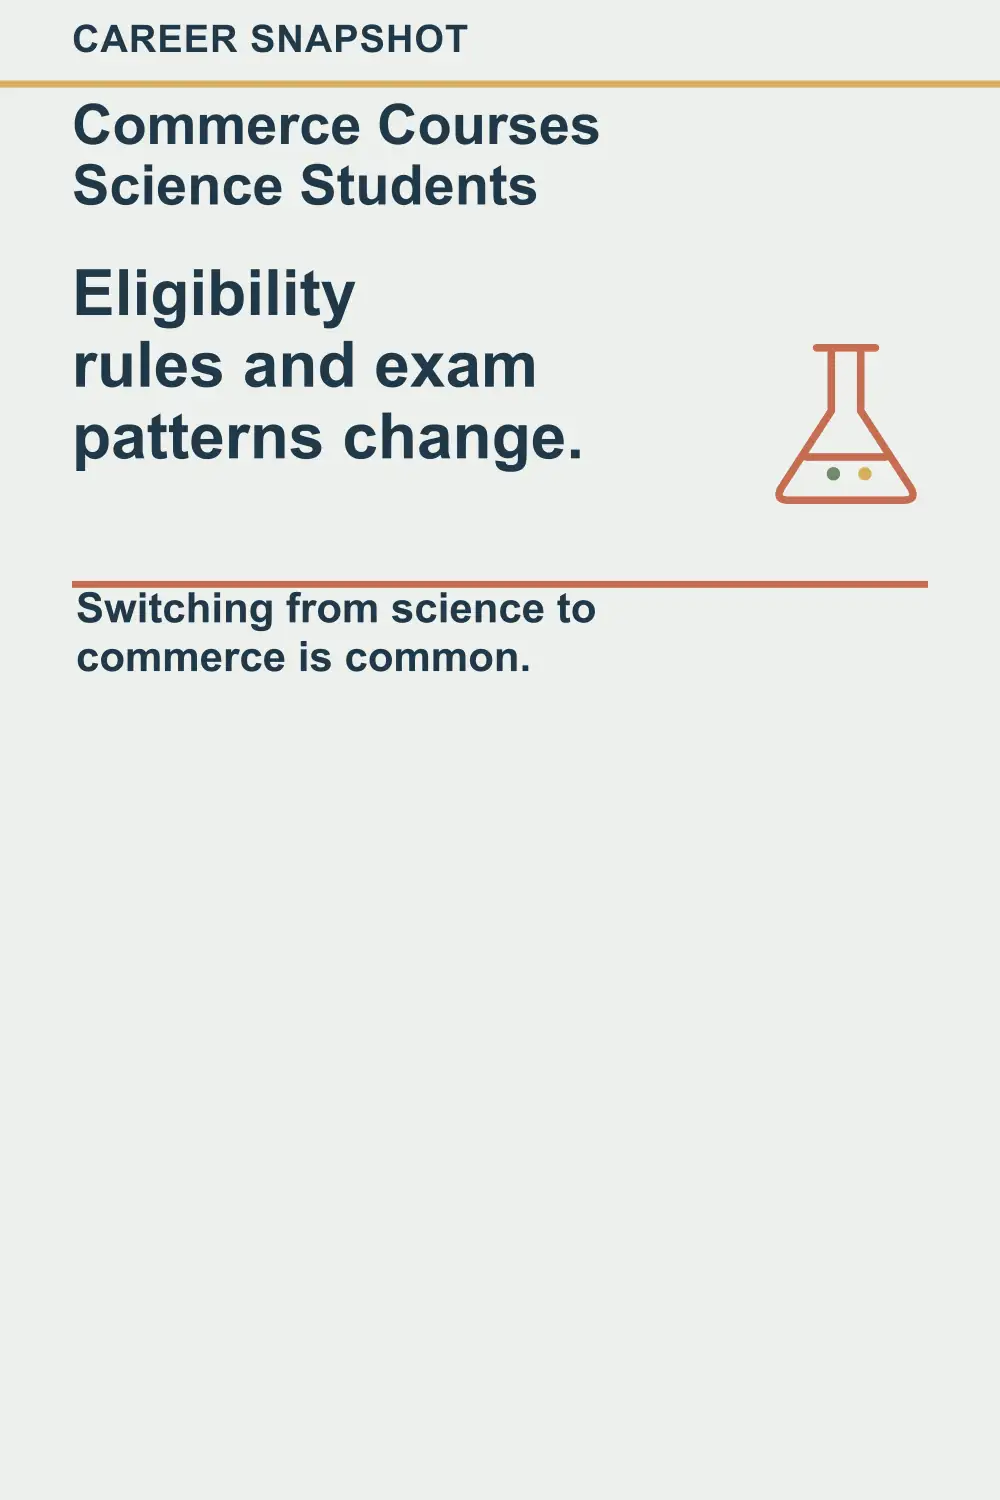 CAREER SNAPSHOT
Commerce Courses
Science Students
Eligibility
rules and exam
patterns change.
Switching from science to
commerce is common.